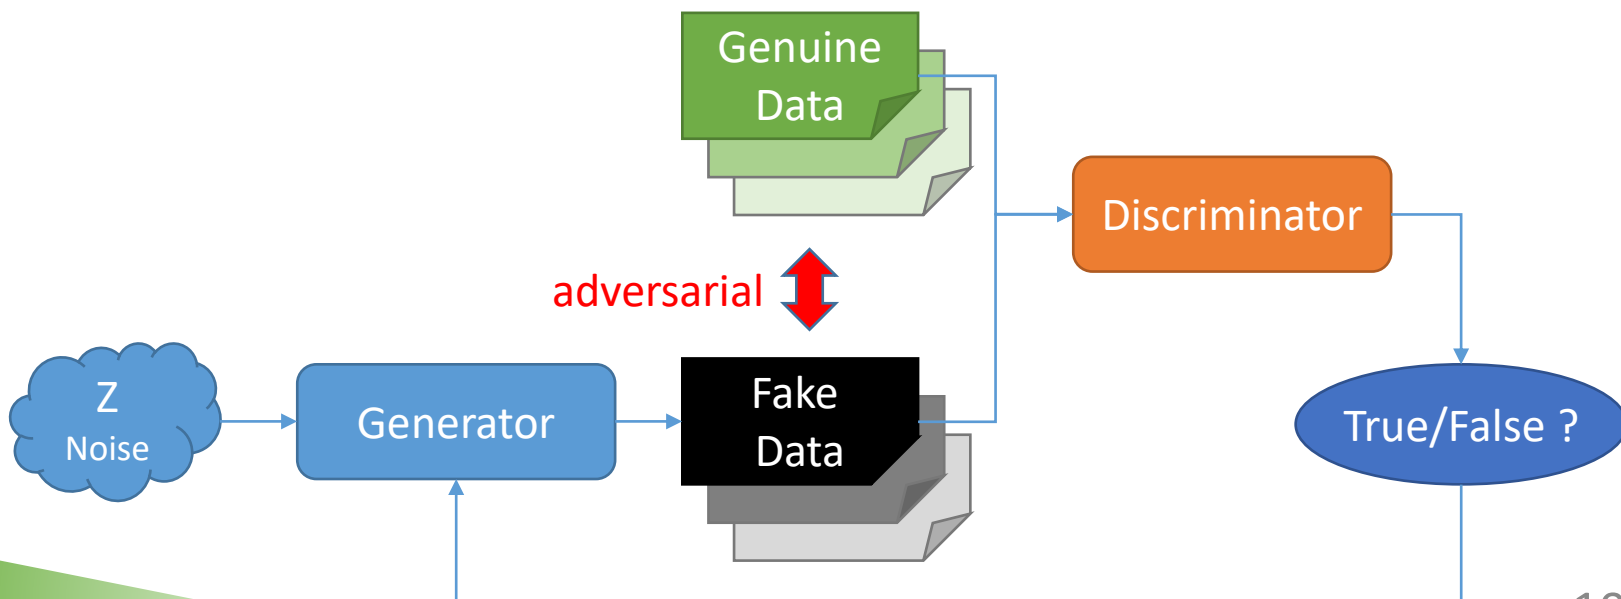 Genuine
Data
Discriminator
adversarial
Z
Noise
Generator
Fake
Data
True/False ?